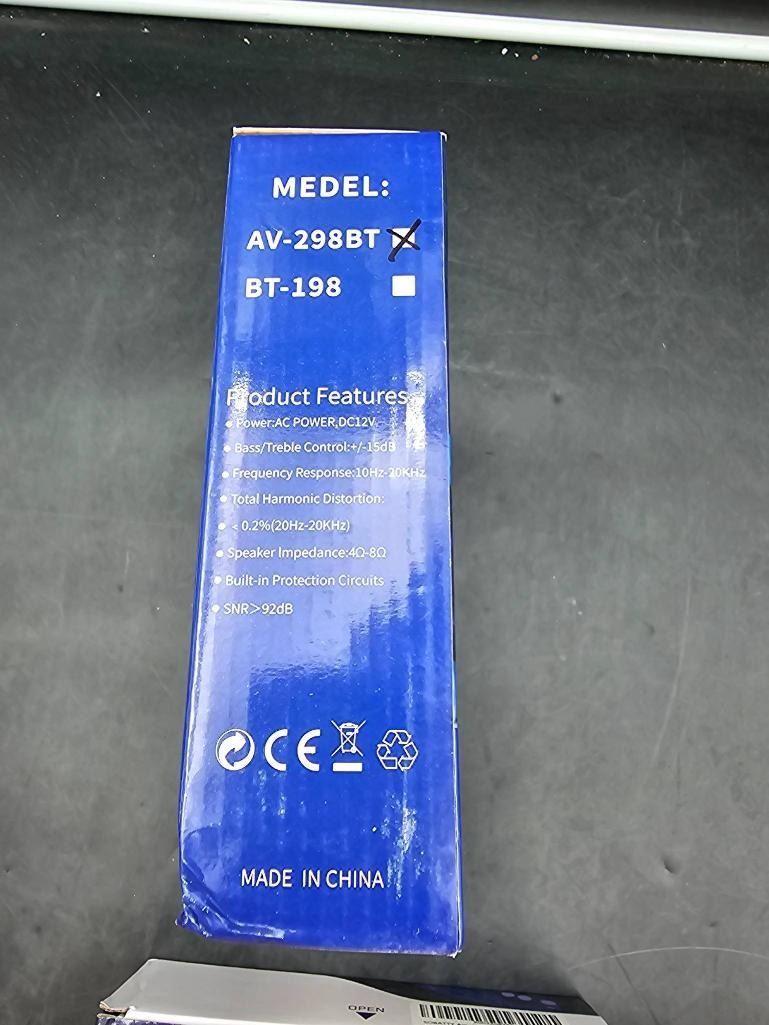 MEDEL:
AV-298BT
BT-198
Product Features
Power:AC POWER,DC12V
Bass/Treble Control:+/-15dB
Frequency Response:10Hz-20KHz
Total Harmonic Distortion:
< 0.2%(20Hz-20KHz)
Speaker Impedance:4Ω-8Ω
Built-in Protection Circuits
SNR>92dB
CE
MADE IN CHINA
OPEN